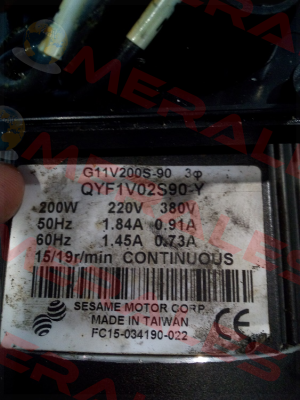 G11V200S-90 3φ
QYF1V02S90-Y
200W 220V 380V
50Hz 1.84A 0.91A
60Hz 1.45A 0.73A
15/19r/min CONTINUOUS
SESAME MOTOR CORP.
MADE IN TAIWAN
FC15-034190-022
CE